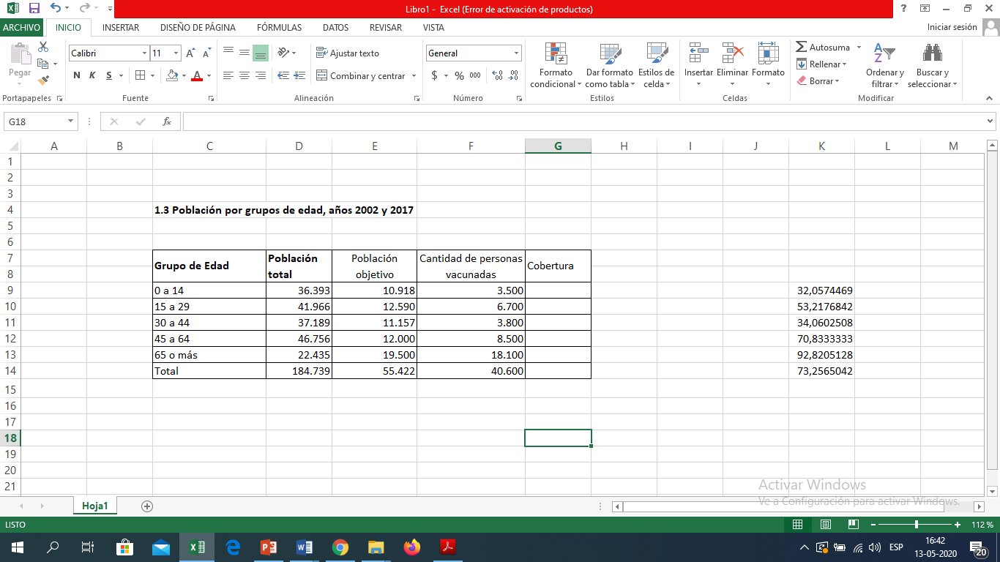 Libro1 - Excel (Error de activación de productos)
ARCHIVO INICIO INSERTAR DISEÑO DE PÁGINA FÓRMULAS DATOS REVISAR VISTA Iniciar sesión
Calibri 11 Ajustar texto General Autosuma
Rellenar
Pegar N K S Combinar y centrar $ % 000 Formato condicional Dar formato como tabla Estilos de celda Insertar Eliminar Formato Borrar Ordenar y filtrar Buscar y seleccionar
Portapapeles Fuente Alineación Número Estilos Celdas Modificar
G18 fx
A B C D E F G H I J K L M
1
2
3
4 1.3 Población por grupos de edad, años 2002 y 2017
5
6
7 Grupo de Edad Población Población Cantidad de personas Cobertura
8 total objetivo vacunadas
9 0 a 14 36.393 10.918 3.500 32,0574469
10 15 a 29 41.966 12.590 6.700 53,2176842
11 30 a 44 37.189 11.157 3.800 34,0602508
12 45 a 64 46.756 12.000 8.500 70,8333333
13 65 o más 22.435 19.500 18.100 92,8205128
14 Total 184.739 55.422 40.600 73,2565042
15
16
17
18
19
20
21
Activar Windows
Ve a Configuración para activar Windows.
Hoja1
LISTO 112 %
ESP 16:42
13-05-2020 20